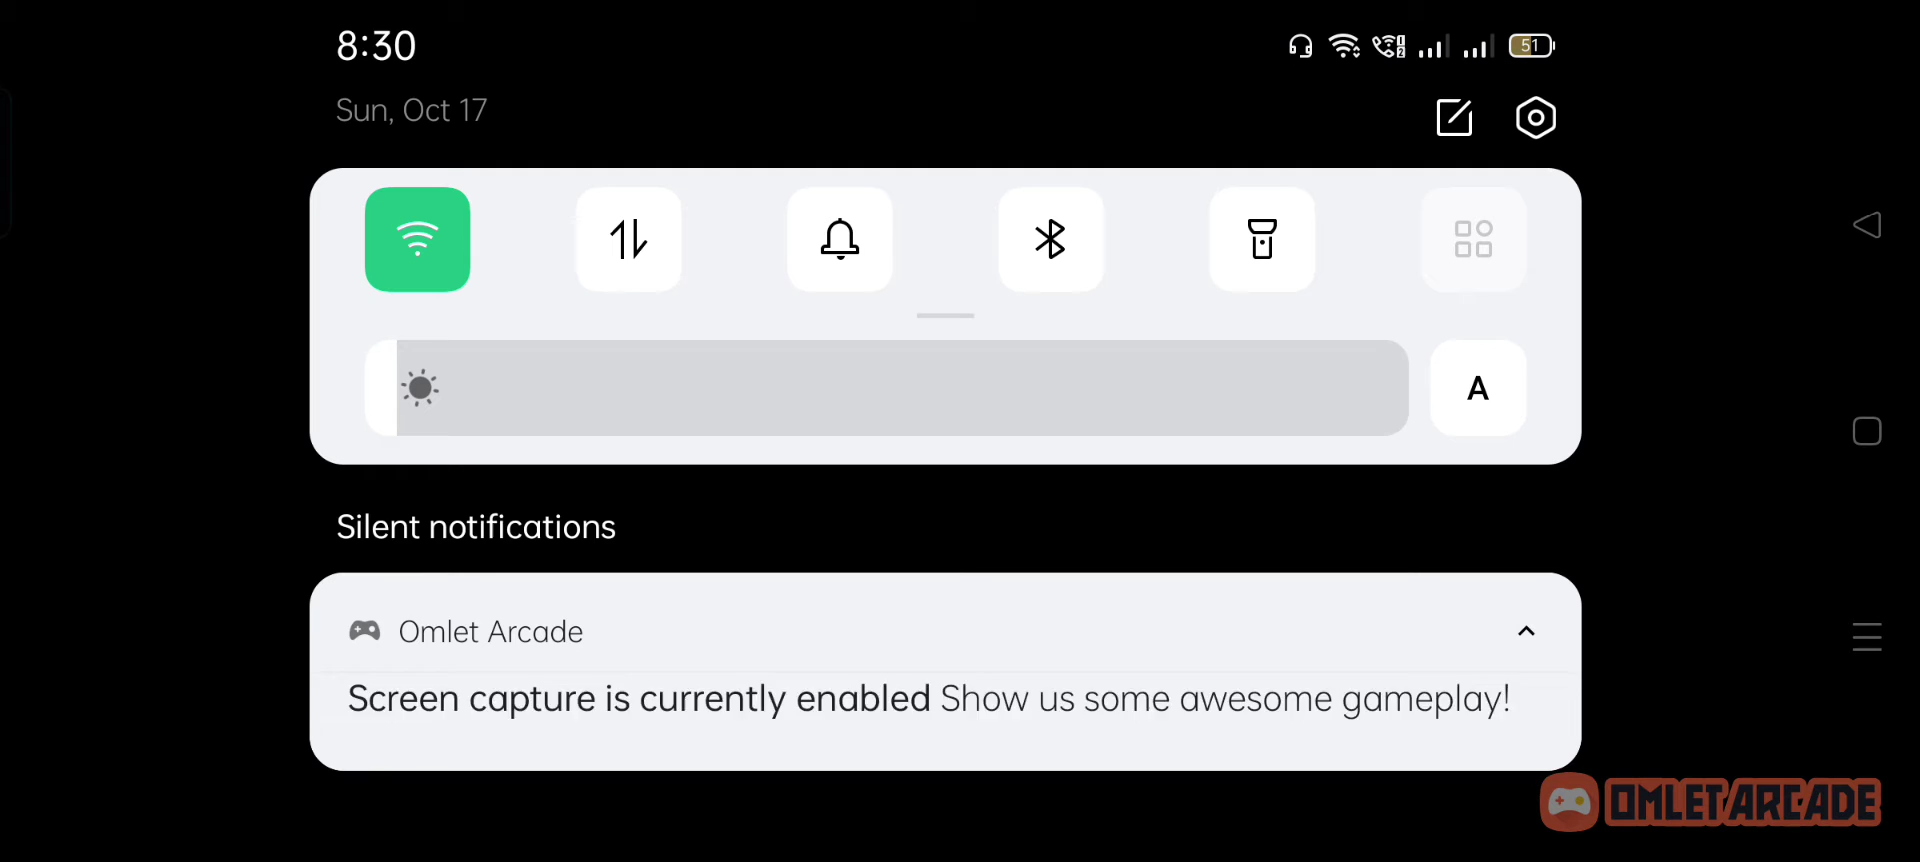 8:30
51
Sun, Oct 17
A
Silent notifications
Omlet Arcade
Screen capture is currently enabled Show us some awesome gameplay!
OMLET ARCADE